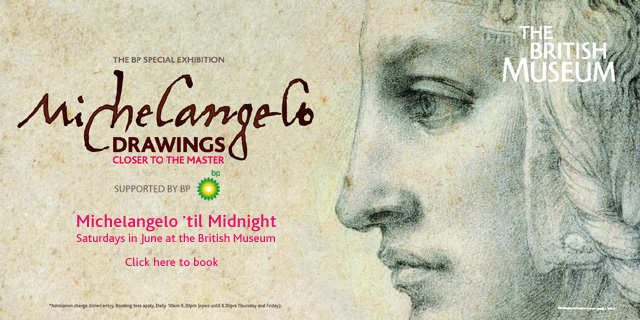 THE BP SPECIAL EXHIBITION
Michelangelo
DRAWINGS
CLOSER TO THE MASTER
bp
SUPPORTED BY BP
Michelangelo 'til Midnight
Saturdays in June at the British Museum
Click here to book
*Admission charge, timed entry. Booking fees apply. Daily 10am-5.30pm (open until 8.30pm Thursday and Friday).
THE
BRITISH
MUSEUM